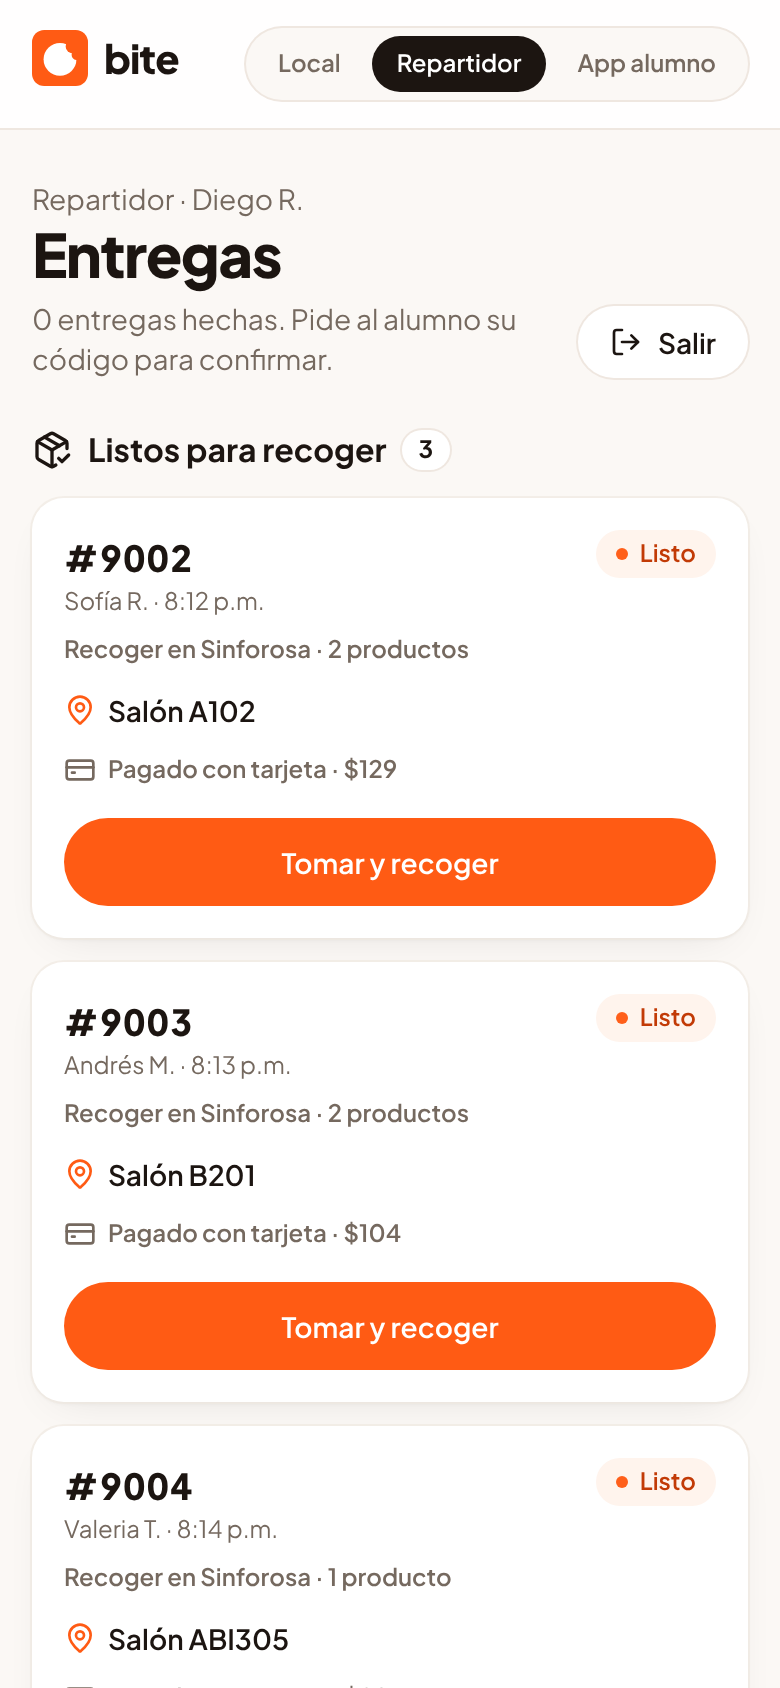 bite
Local
Repartidor
App alumno
Repartidor · Diego R.
Entregas
0 entregas hechas. Pide al alumno su
código para confirmar.
Salir
Listos para recoger
3
#9002
Listo
Sofía R. · 8:12 p.m.
Recoger en Sinforosa · 2 productos
Salón A102
Pagado con tarjeta · $129
Tomar y recoger
#9003
Listo
Andrés M. · 8:13 p.m.
Recoger en Sinforosa · 2 productos
Salón B201
Pagado con tarjeta · $104
Tomar y recoger
#9004
Listo
Valeria T. · 8:14 p.m.
Recoger en Sinforosa · 1 producto
Salón ABI305